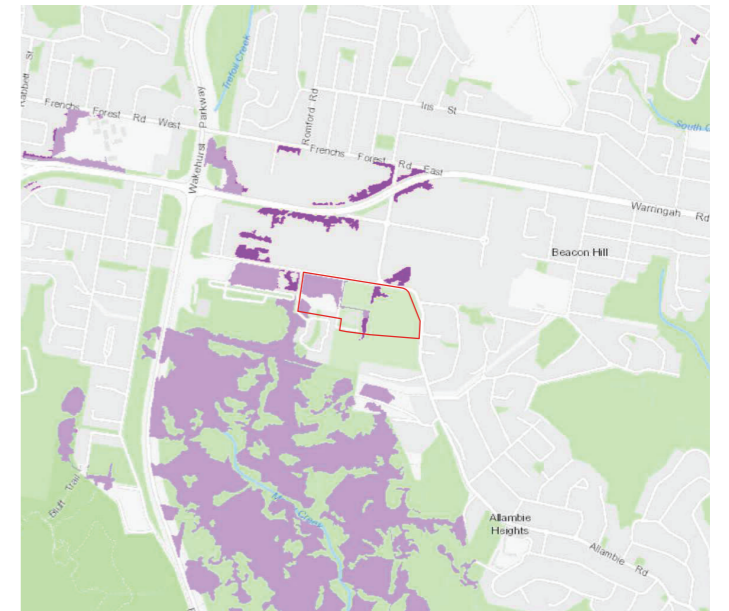 Rabbett St
Trefoil Creek
Frenchs Forest Rd West
Wakehurst Parkway
Romford Rd
Iris St
Frenchs Forest Rd East
South C
Warringah Rd
Beacon Hill
Bluff Trail
Creek
Allambie
Heights
Allambie Rd